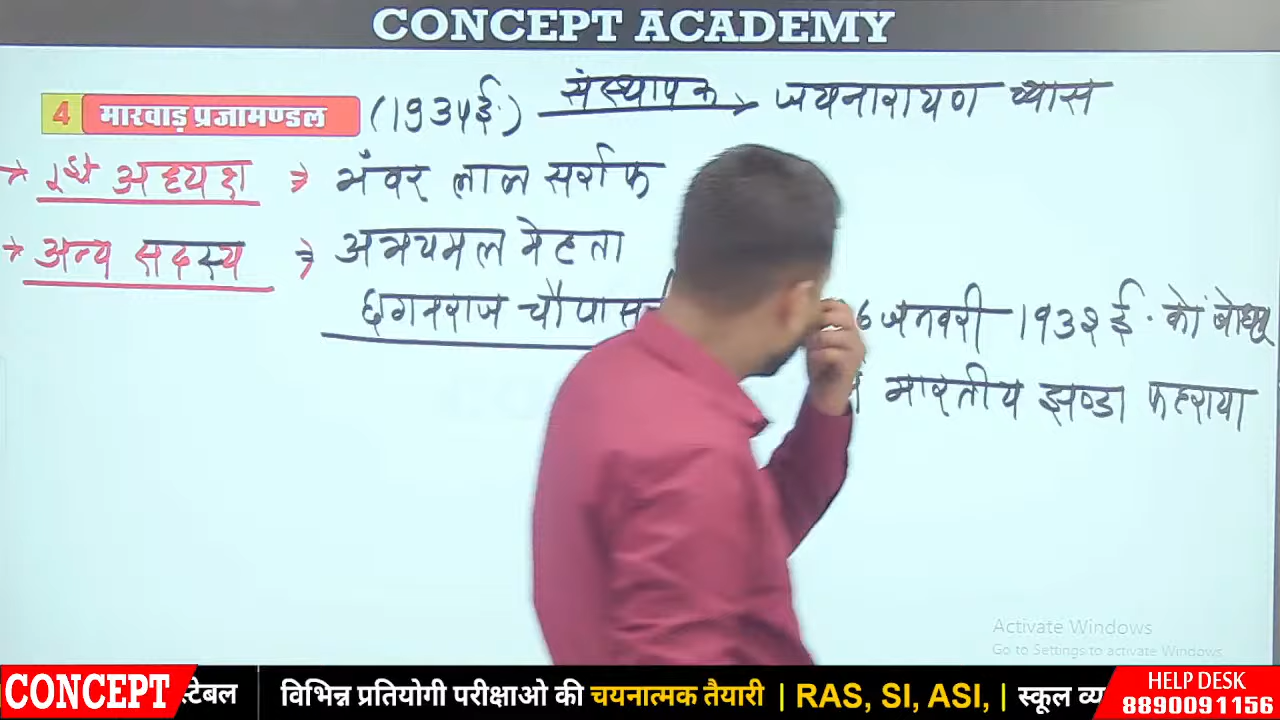 CONCEPT ACADEMY
4 मारवाड़ प्रजामण्डल (1934ई.) संस्थापक → जयनारायण व्यास
→ 1st अध्यक्ष ⇒ भँवर लाल सर्राफ
→ अन्य सदस्य ⇒ अभयमल मेहता
छगनराज चौपास
6 जनवरी 1932 ई. को जोधपु
भारतीय झण्डा फहराया
Activate Windows
Go to Settings to activate Windows.
CONCEPT स्टेबल | विभिन्न प्रतियोगी परीक्षाओ की चयनात्मक तैयारी | RAS, SI, ASI, | स्कूल व्य
HELP DESK
8890091156